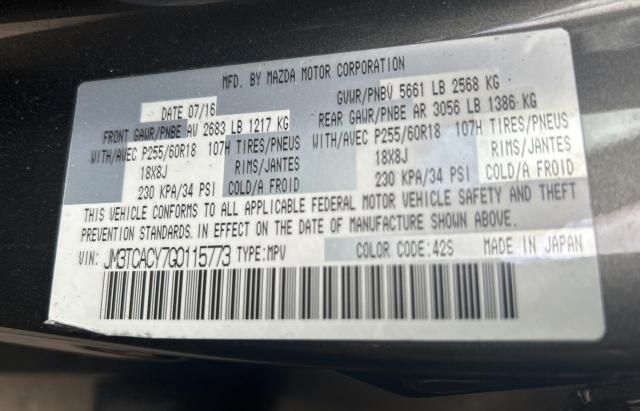 MFD. BY MAZDA MOTOR CORPORATION
DATE 07/16 GVWR/PNBV 5661 LB 2568 KG
FRONT GAWR/PNBE AV 2683 LB 1217 KG REAR GAWR/PNBE AR 3056 LB 1386 KG
WITH/AVEC P255/60R18 107H TIRES/PNEUS WITH/AVEC P255/60R18 107H TIRES/PNEUS
18X8J RIMS/JANTES 18X8J RIMS/JANTES
230 KPA/34 PSI COLD/A FROID 230 KPA/34 PSI COLD/A FROID
THIS VEHICLE CONFORMS TO ALL APPLICABLE FEDERAL MOTOR VEHICLE SAFETY AND THEFT
PREVENTION STANDARDS. IN EFFECT ON THE DATE OF MANUFACTURE SHOWN ABOVE.
VIN: JM3TCACY7G0115773 TYPE:MPV COLOR CODE:42S MADE IN JAPAN